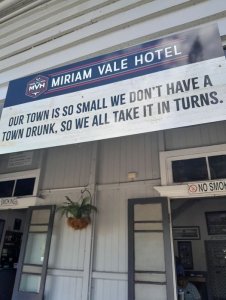 MVH
MIRIAM VALE HOTEL
OUR TOWN IS SO SMALL WE DON'T HAVE A
TOWN DRUNK, SO WE ALL TAKE IT IN TURNS.
SMOKING
NO SMO